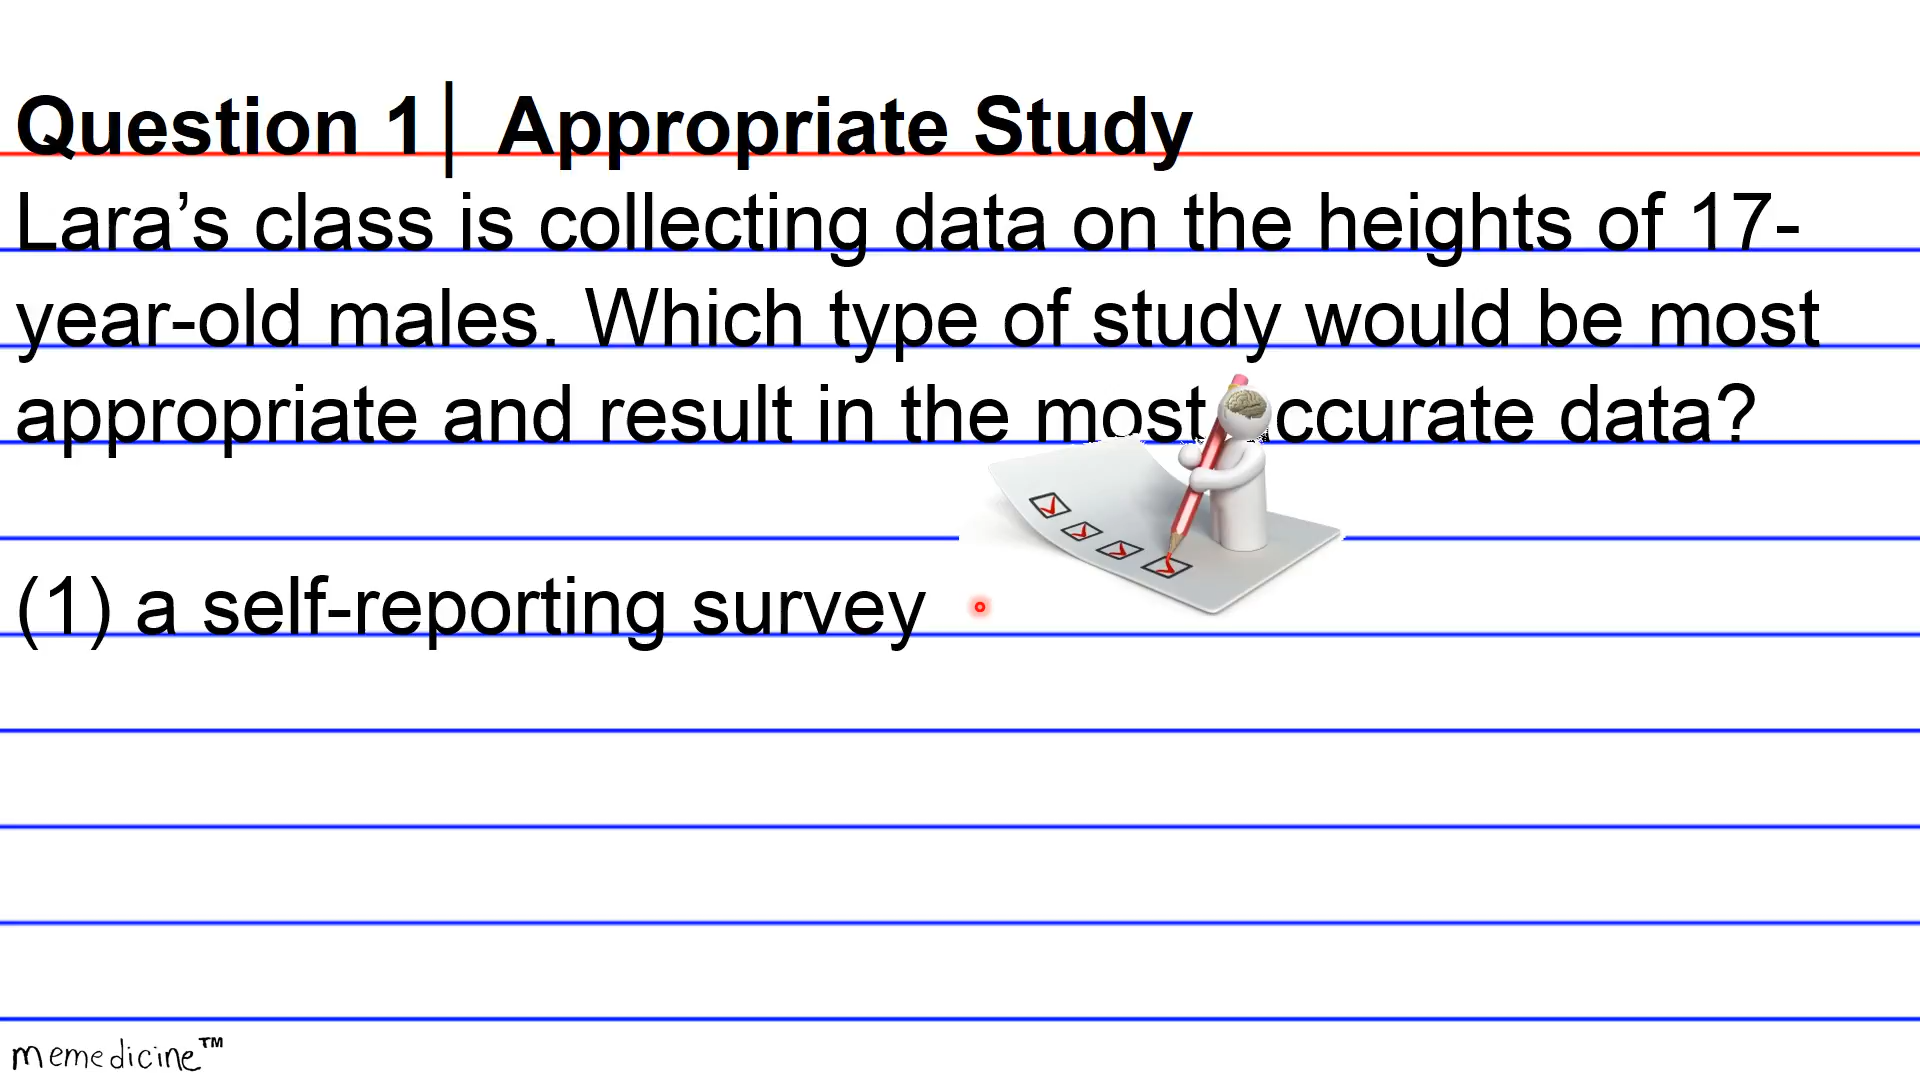 Question 1| Appropriate Study
Lara’s class is collecting data on the heights of 17-
year-old males. Which type of study would be most
appropriate and result in the most accurate data?
(1) a self-reporting survey
memedicine™